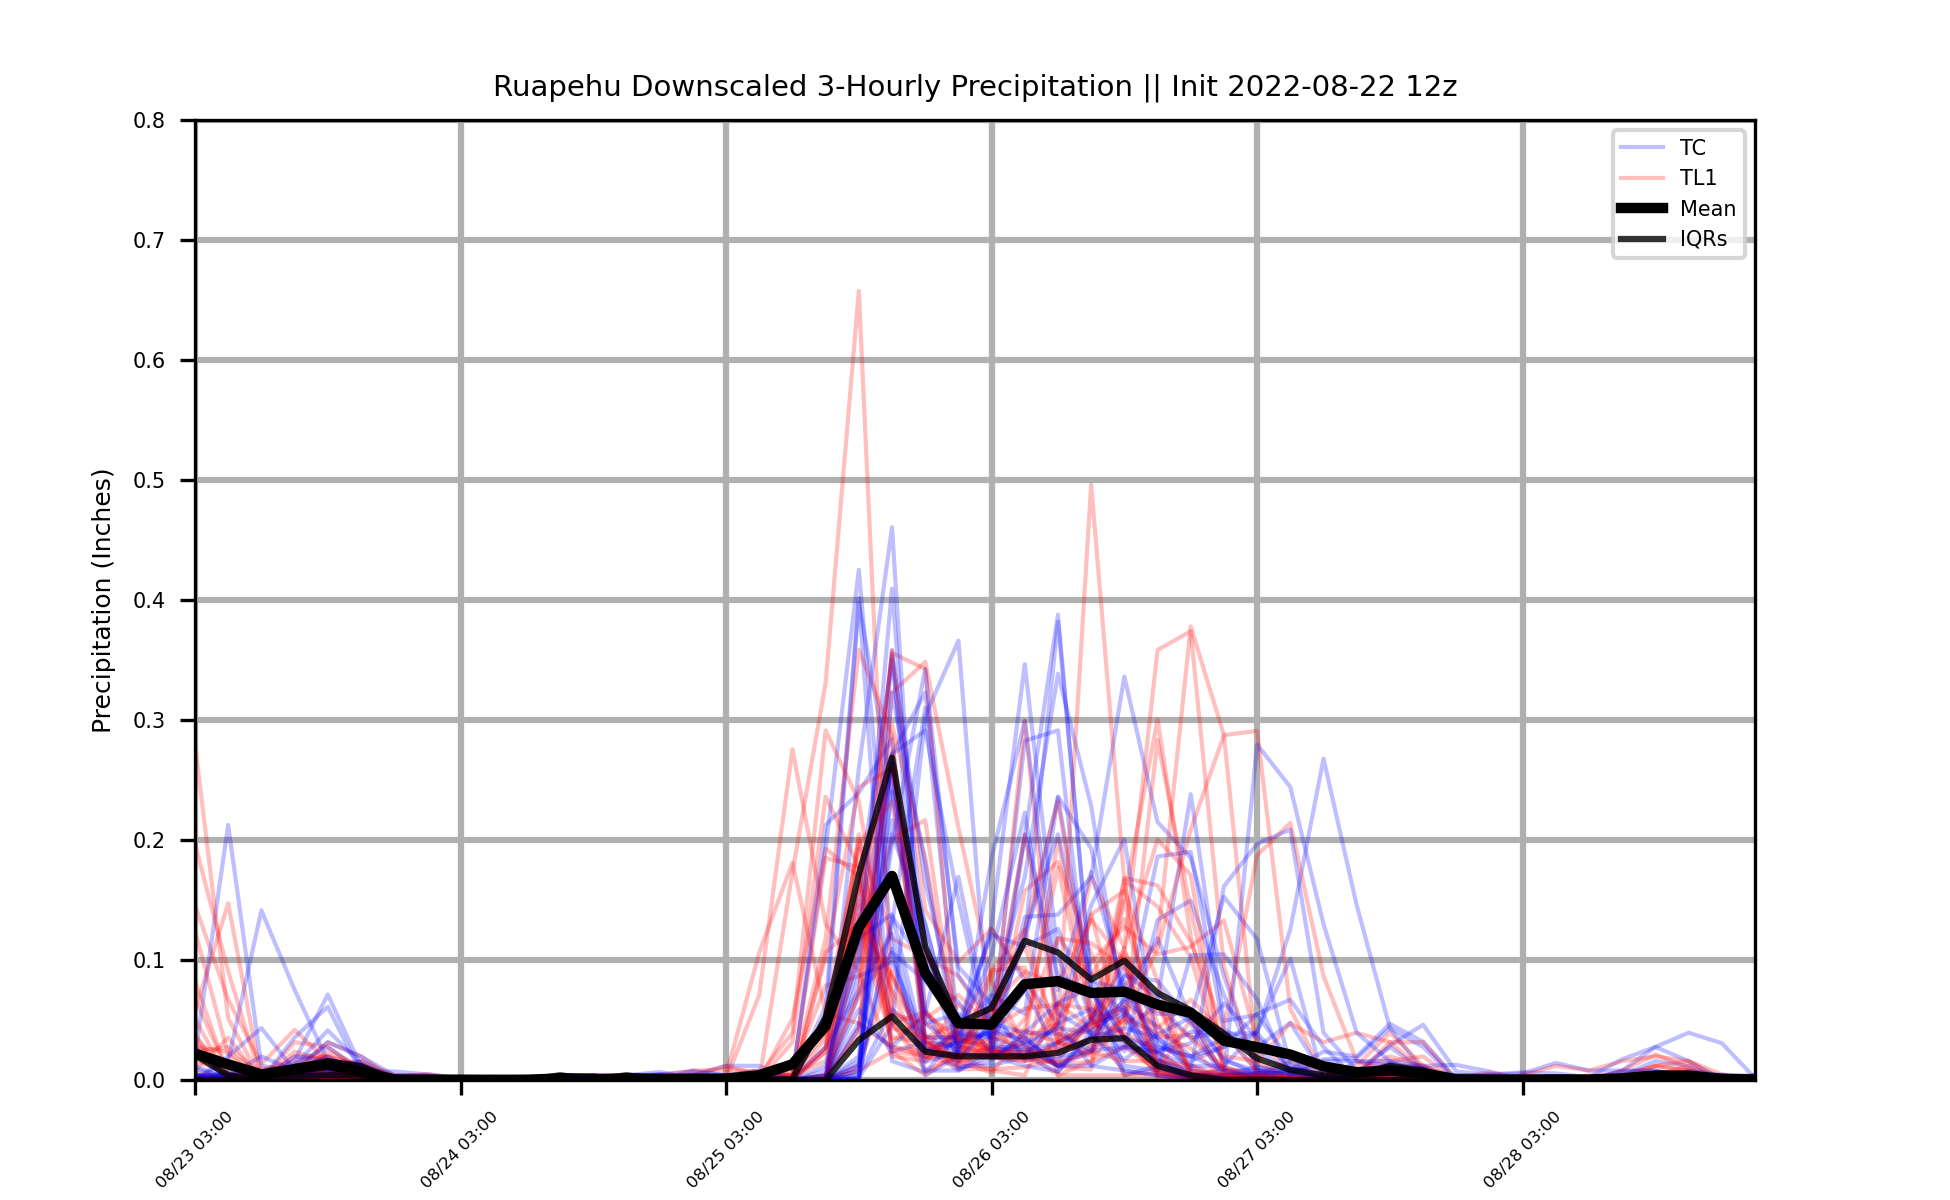 Ruapehu Downscaled 3-Hourly Precipitation || Init 2022-08-22 12z
Precipitation (Inches)
0.8
0.7
0.6
0.5
0.4
0.3
0.2
0.1
0.0
TC
TL1
Mean
IQRs
08/23 03:00
08/24 03:00
08/25 03:00
08/26 03:00
08/27 03:00
08/28 03:00